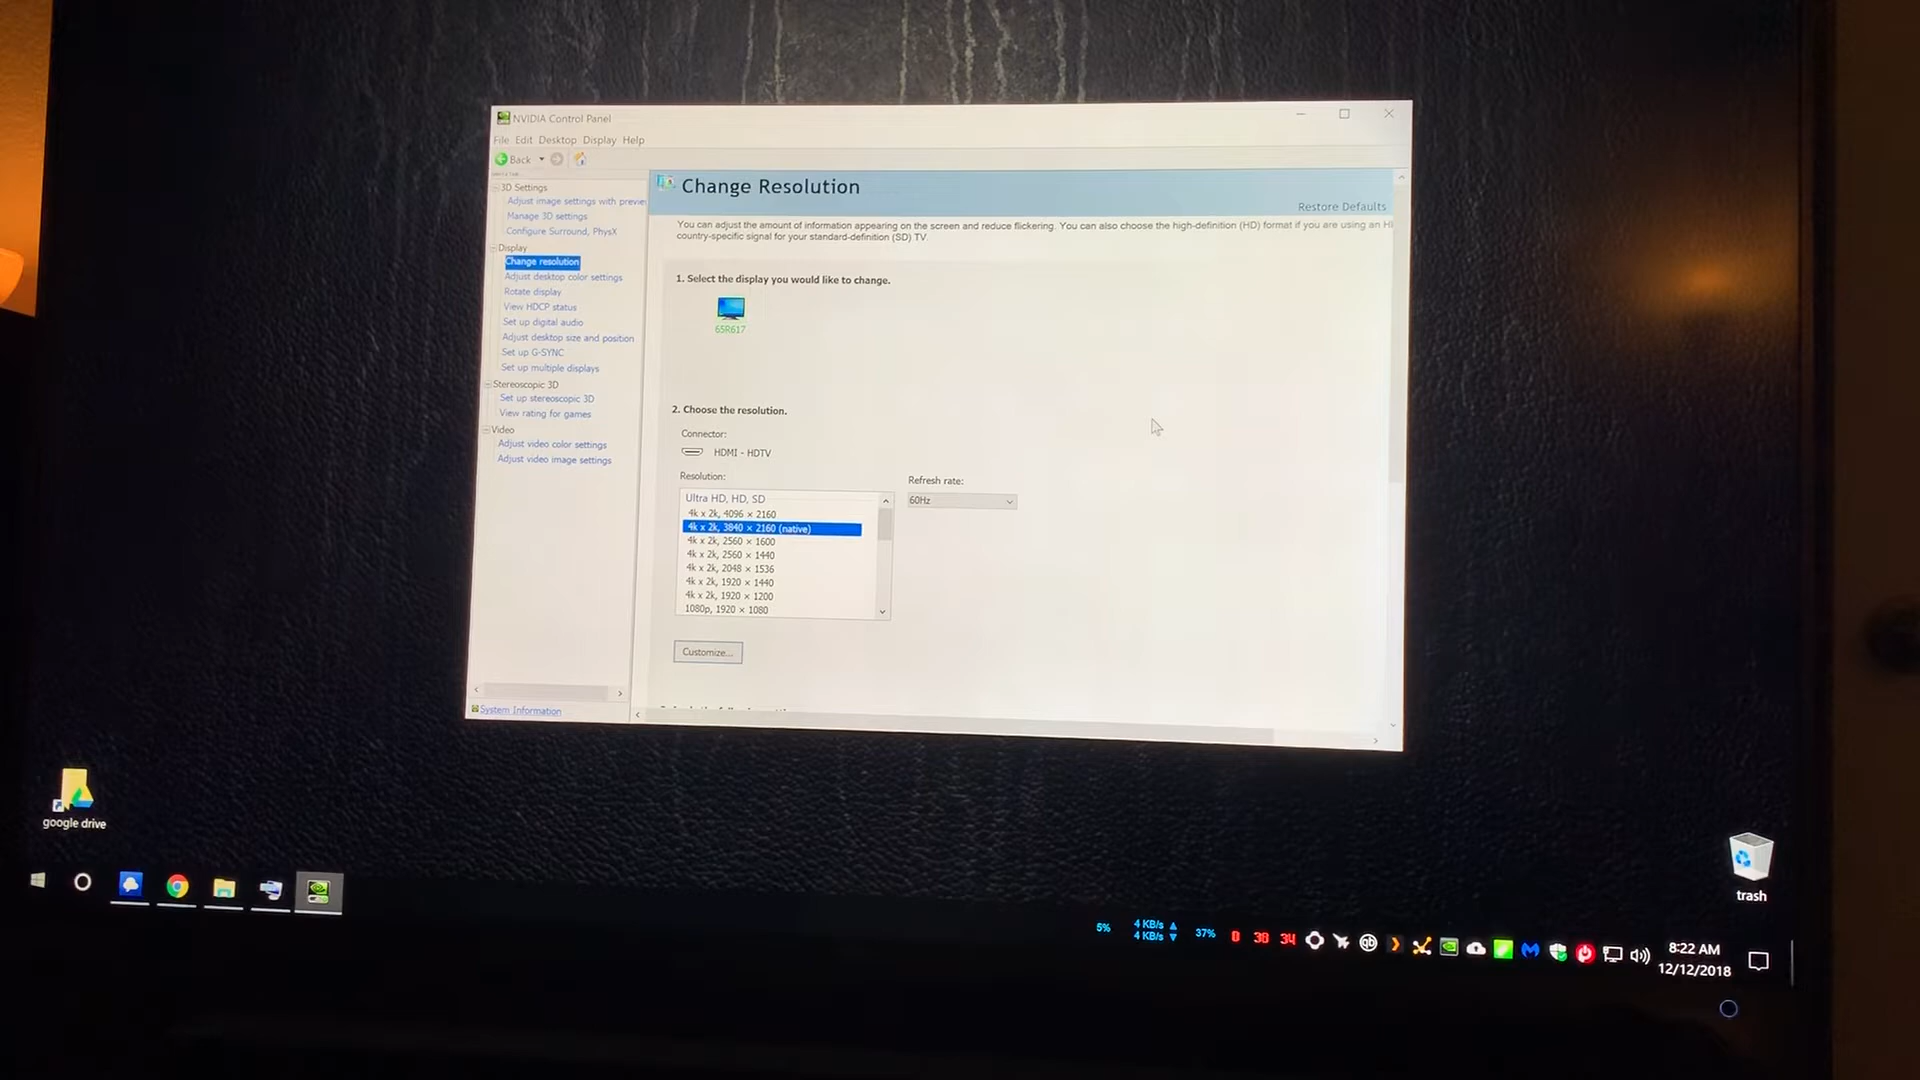 NVIDIA Control Panel
File Edit Desktop Display Help
Back
3D Settings
Adjust image settings with
Manage 3D settings
Configure Surround, PhysX
Display
Change resolution
Adjust desktop color settings
Rotate display
View HDCP status
Set up digital audio
Adjust desktop size and position
Set up G-SYNC
Set up multiple displays
Stereoscopic 3D
Set up stereoscopic 3D
View rating for games
Video
Adjust video color settings
Adjust video image settings
System Information
Change Resolution
Restore Defaults
You can adjust the amount of information appearing on the screen and reduce flickering. You can also choose the high-definition (HD) format if you are using an
country-specific signal for your standard-definition (SD) TV
1. Select the display you would like to change.
65R617
2. Choose the resolution.
Connector:
HDMI - HDTV
Resolution:
Refresh rate:
60Hz
Ultra HD, HD, SD
4k x 2k, 4096 × 2160
4k x 2k, 3840 × 2160 (native)
4k x 2k, 2560 × 1600
4k x 2k, 2560 × 1440
4k x 2k, 2048 × 1536
4k x 2k, 1920 × 1440
4k x 2k, 1920 × 1200
1080p, 1920 × 1080
Customize...
google drive
trash
5%
4 KB/s
4 KB/s
37%
0 38 34
qb
8:22 AM
12/12/2018